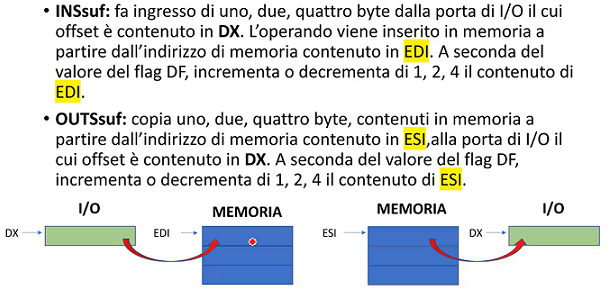 • INSsuf: fa ingresso di uno, due, quattro byte dalla porta di I/O il cui
offset è contenuto in DX. L'operando viene inserito in memoria a
partire dall'indirizzo di memoria contenuto in EDI. A seconda del
valore del flag DF, incrementa o decrementa di 1, 2, 4 il contenuto di
EDI.
• OUTSsuf: copia uno, due, quattro byte, contenuti in memoria a
partire dall'indirizzo di memoria contenuto in ESI,alla porta di I/O il
cui offset è contenuto in DX. A seconda del valore del flag DF,
incrementa o decrementa di 1, 2, 4 il contenuto di ESI.
I/O MEMORIA MEMORIA I/O
DX EDI ESI DX